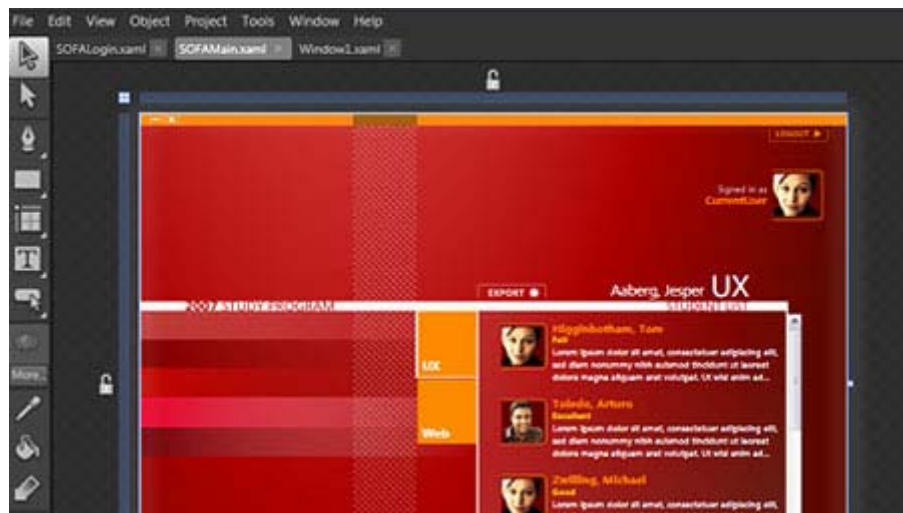 File Edit View Object Project Tools Window Help
SOFALogin.xaml SOFAMain.xaml Window1.xaml
LOGOUT
Signed in as
CurrentUser
EXPORT
Aaberg, Jesper UX
2007 STUDY PROGRAM
STUDENT LIST
Higginbotham, Tom
Lorem ipsum dolor sit amet, consectetuer adipiscing elit,
sed diam nonummy nibh euismod tincidunt ut laoreet
dolore magna aliquam erat volutpat. Ut wisi enim ad...
UX
Toledo, Arturo
Excellent
Lorem ipsum dolor sit amet, consectetuer adipiscing elit,
sed diam nonummy nibh euismod tincidunt ut laoreet
dolore magna aliquam erat volutpat. Ut wisi enim ad...
Web
Zwilling, Michael
Good
Lorem ipsum dolor sit amet, consectetuer adipiscing elit,
More...